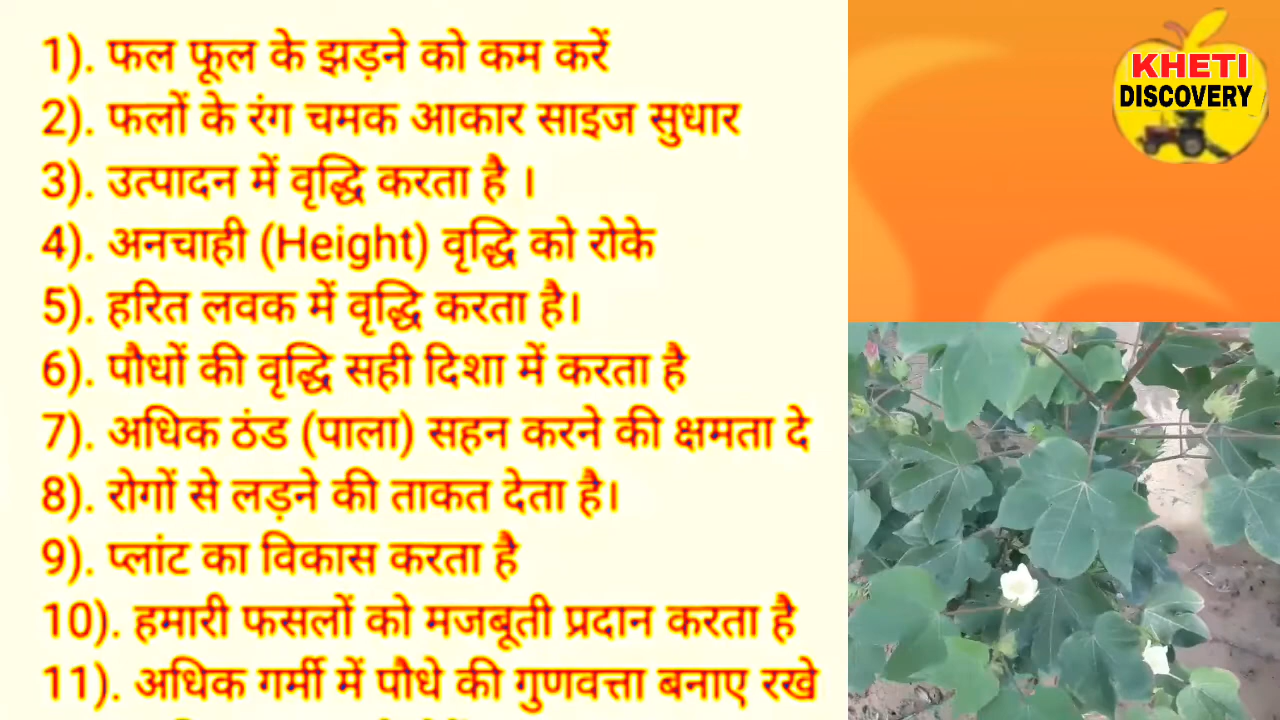 1). फल फूल के झड़ने को कम करें
2). फलों के रंग चमक आकार साइज सुधार
3). उत्पादन में वृद्धि करता है ।
4). अनचाही (Height) वृद्धि को रोके
5). हरित लवक में वृद्धि करता है।
6). पौधों की वृद्धि सही दिशा में करता है
7). अधिक ठंड (पाला) सहन करने की क्षमता दे
8). रोगों से लड़ने की ताकत देता है।
9). प्लांट का विकास करता है
10). हमारी फसलों को मजबूती प्रदान करता है
11). अधिक गर्मी में पौधे की गुणवत्ता बनाए रखे
KHETI
DISCOVERY